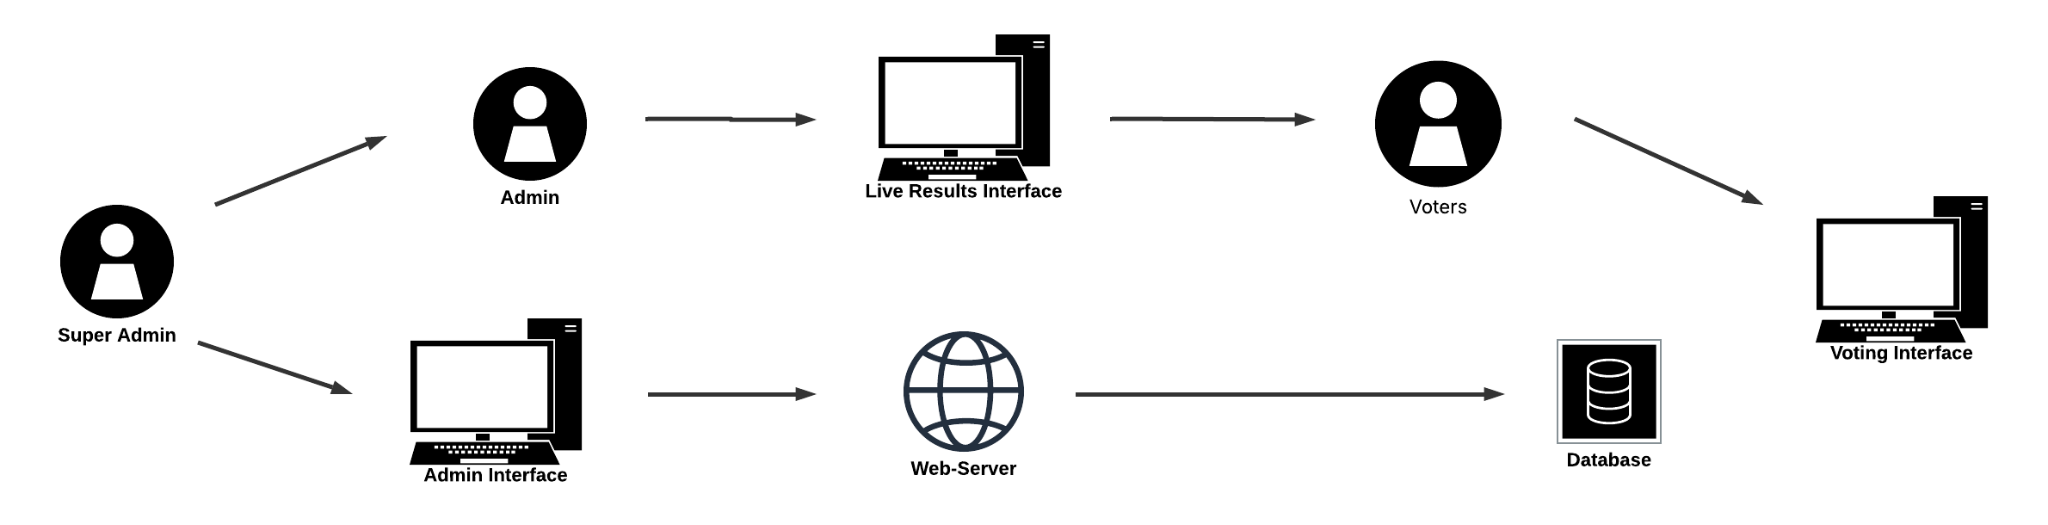 Admin
Live Results Interface
Voters
Super Admin
Voting Interface
Admin Interface
Web-Server
Database